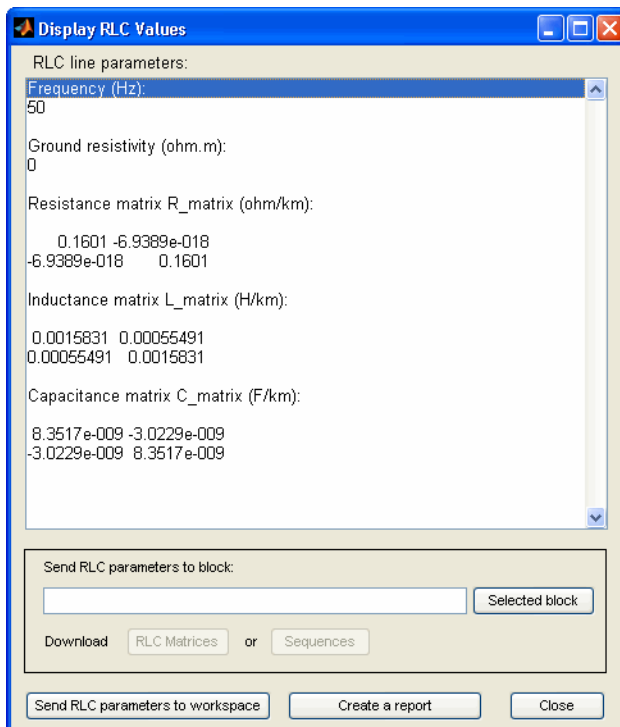 Display RLC Values
RLC line parameters:
Frequency (Hz):
50
Ground resistivity (ohm.m):
0
Resistance matrix R_matrix (ohm/km):
0.1601 -6.9389e-018
-6.9389e-018 0.1601
Inductance matrix L_matrix (H/km):
0.0015831 0.00055491
0.00055491 0.0015831
Capacitance matrix C_matrix (F/km):
8.3517e-009 -3.0229e-009
-3.0229e-009 8.3517e-009
Send RLC parameters to block:
Selected block
Download RLC Matrices or Sequences
Send RLC parameters to workspace Create a report Close